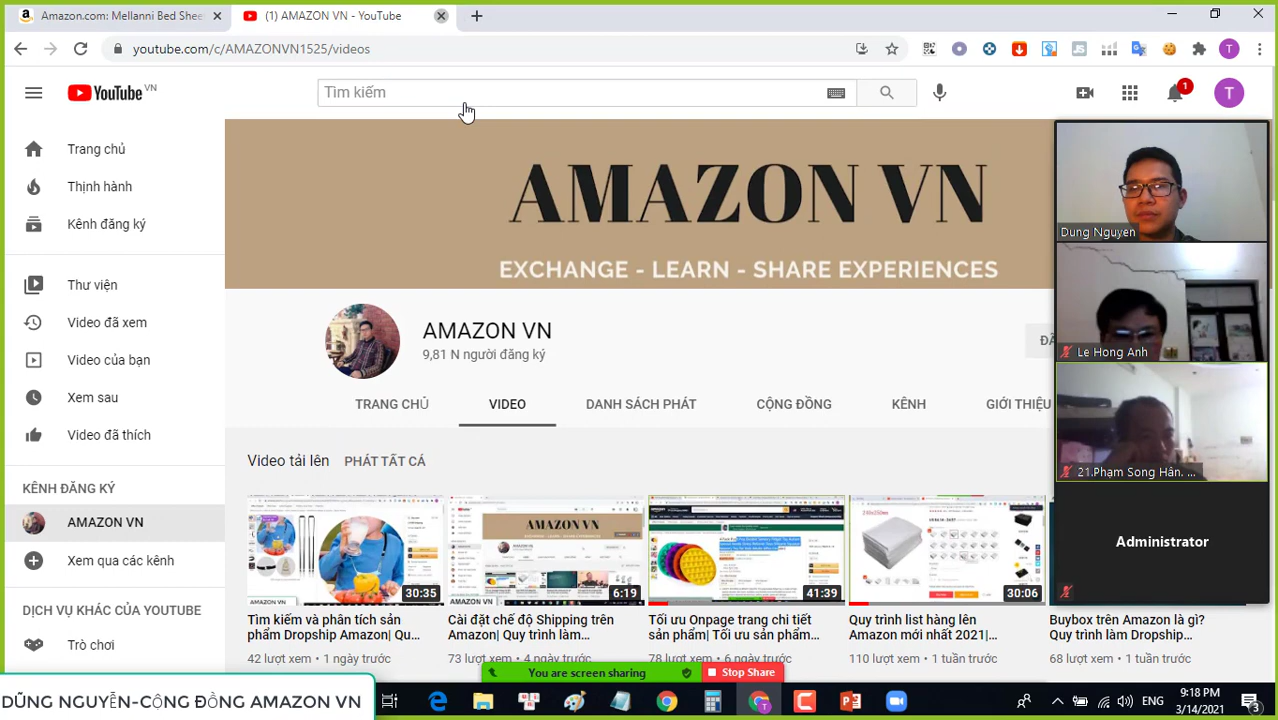 Amazon.com: Mellanni Bed Shee
(1) AMAZON VN - YouTube
youtube.com/c/AMAZONVN1525/videos
YouTube VN
Tìm kiếm
1
T
Trang chủ
Thịnh hành
Kênh đăng ký
Thư viện
Video đã xem
Video của bạn
Xem sau
Video đã thích
KÊNH ĐĂNG KÝ
AMAZON VN
Xem qua các kênh
DỊCH VỤ KHÁC CỦA YOUTUBE
Trò chơi
AMAZON VN
EXCHANGE - LEARN - SHARE EXPERIENCES
AMAZON VN
9,81 N người đăng ký
TRANG CHỦ
VIDEO
DANH SÁCH PHÁT
CỘNG ĐỒNG
KÊNH
GIỚI THIỆU
Video tải lên
PHÁT TẤT CẢ
30:35
Tìm kiếm và phân tích sản
phẩm Dropship Amazon| Qu...
42 lượt xem • 1 ngày trước
AMAZON VN
6:19
Cài đặt chế độ Shipping trên
Amazon| Quy trình làm...
73 lượt xem • 4 ngày trước
41:39
Tối ưu Onpage trang chi tiết
sản phẩm| Tối ưu sản phẩm...
78 lượt xem • 6 ngày trước
30:06
Quy trình list hàng lên
Amazon mới nhất 2021|...
110 lượt xem • 1 tuần trước
Buybox trên Amazon là gì?
Quy trình làm Dropship...
68 lượt xem • 1 tuần trước
Dung Nguyen
Le Hong Anh
21.Pham Song Hân. ...
Administrator
You are screen sharing
Stop Share
DŨNG NGUYỄN-CỘNG ĐỒNG AMAZON VN
ENG
9:18 PM
3/14/2021
3